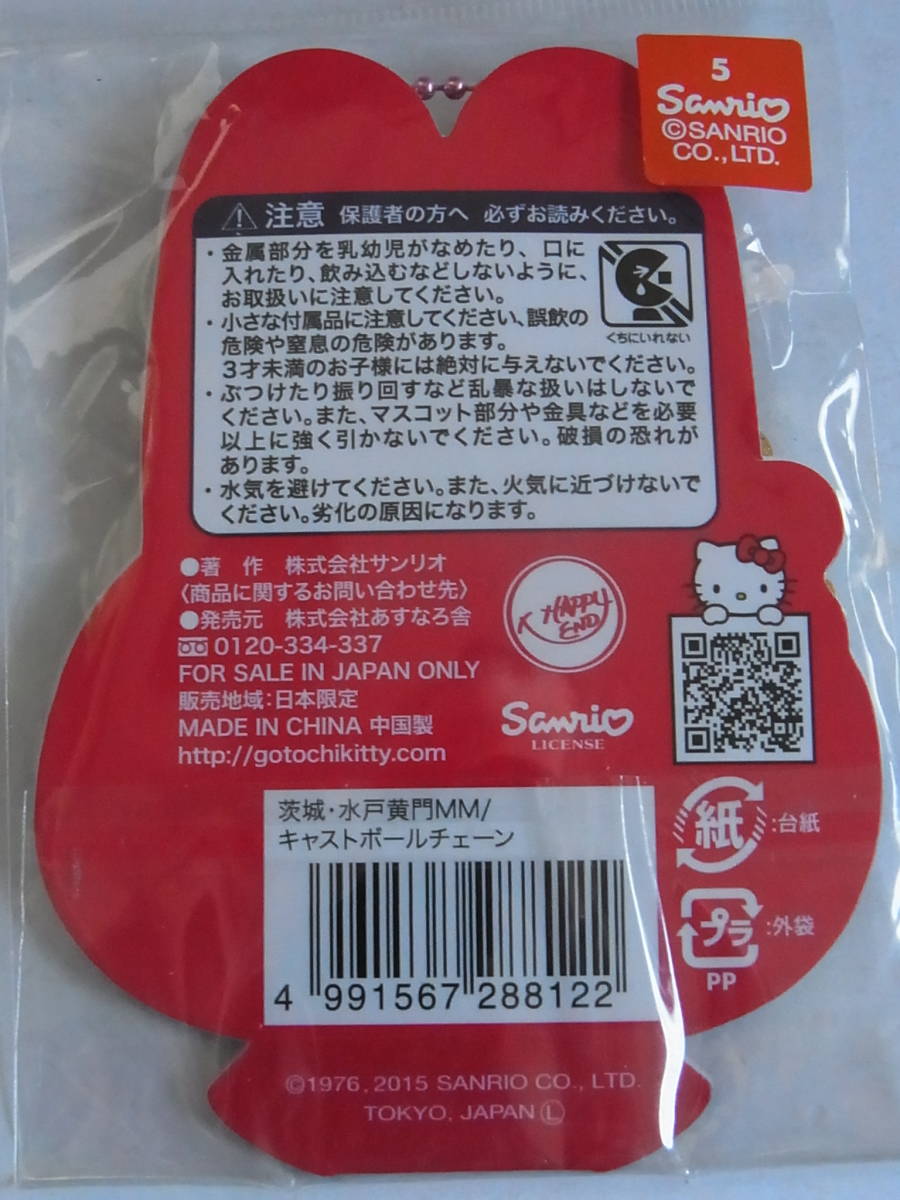 5
Sanrio
©SANRIO
CO.,LTD.
注意 保護者の方へ 必ずお読みください。
・金属部分を乳幼児がなめたり、口に
入れたり、飲み込むなどしないように、
お取扱いに注意してください。
・小さな付属品に注意してください、誤飲の
危険や窒息の危険があります。
3才未満のお子様には絶対に与えないでください。
くちにいれない
・ぶつけたり振り回すなど乱暴な扱いはしないで
ください。また、マスコット部分や金具などを必要
以上に強く引かないでください。破損の恐れが
あります。
・水気を避けてください。また、火気に近づけないで
ください。劣化の原因になります。
●著 作 株式会社サンリオ
〈商品に関するお問い合わせ先〉
●発売元 株式会社あすなろ舎
0120-334-337
FOR SALE IN JAPAN ONLY
販売地域:日本限定
MADE IN CHINA 中国製
http://gotochikitty.com
HAPPY
END
Sanrio
LICENSE
紙:台紙
プラ:外袋
PP
茨城・水戸黄門MM/
キャストボールチェーン
4 991567 288122
©1976, 2015 SANRIO CO., LTD.
TOKYO, JAPAN Ⓛ